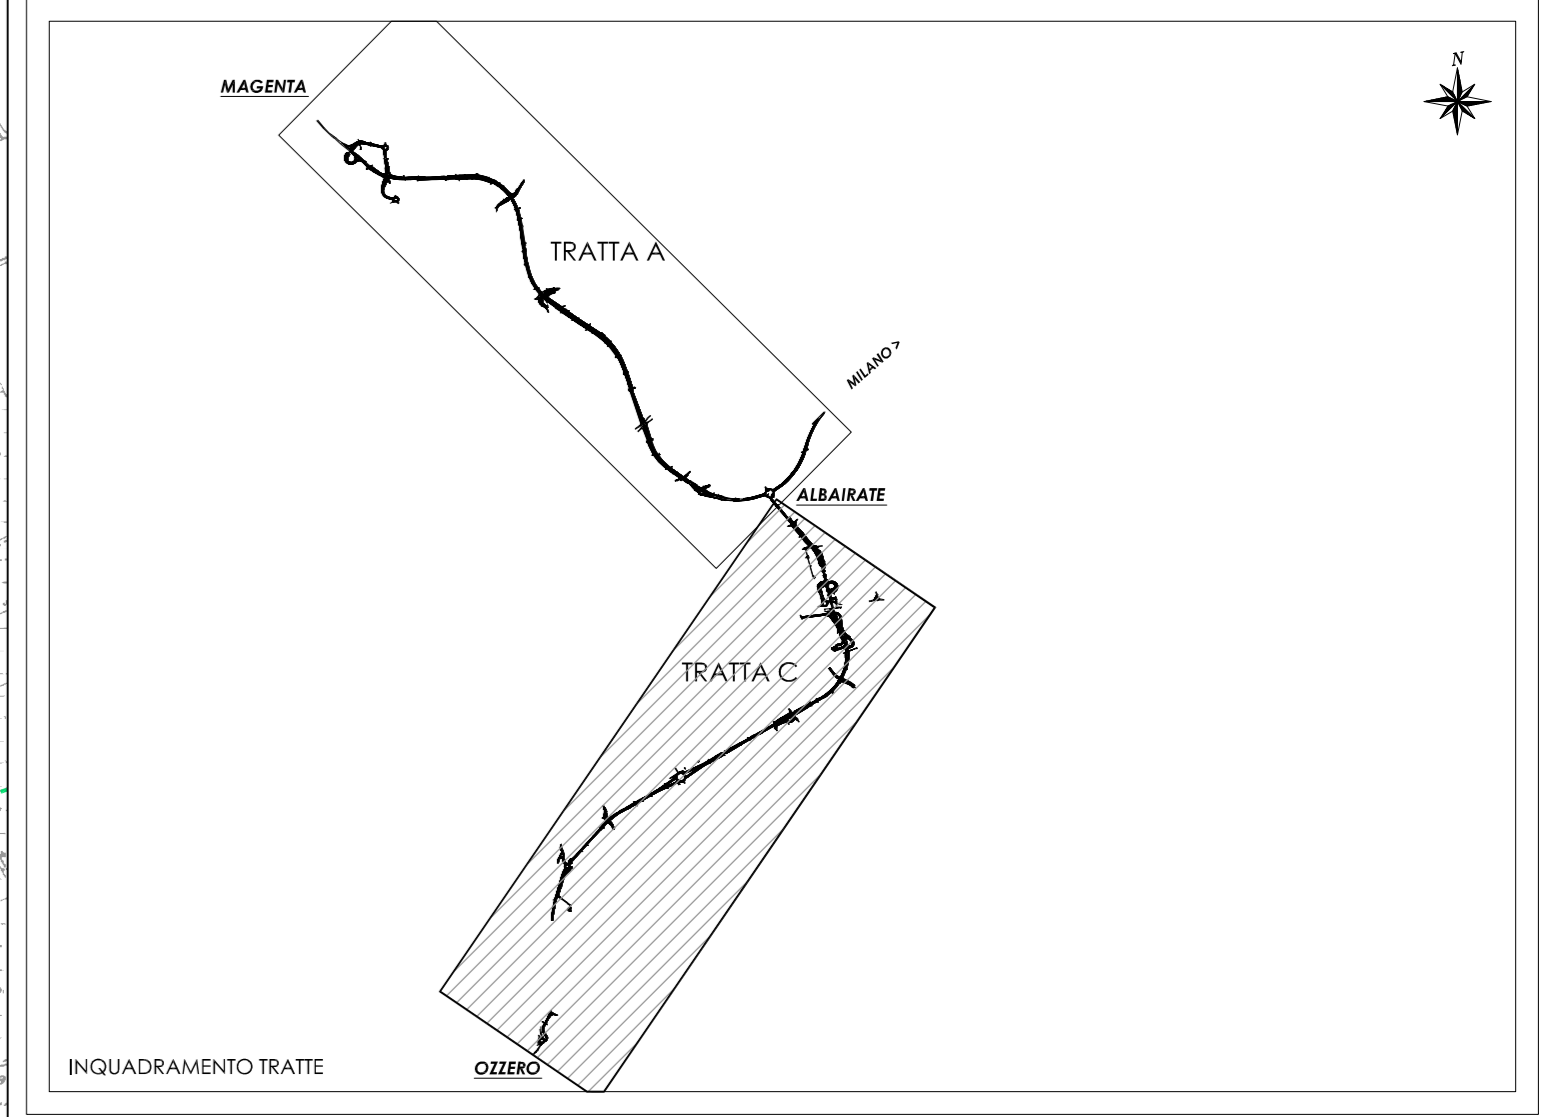 N
MAGENTA
TRATTA A
MILANO >
ALBAIRATE
TRATTA C
OZZERO
INQUADRAMENTO TRATTE